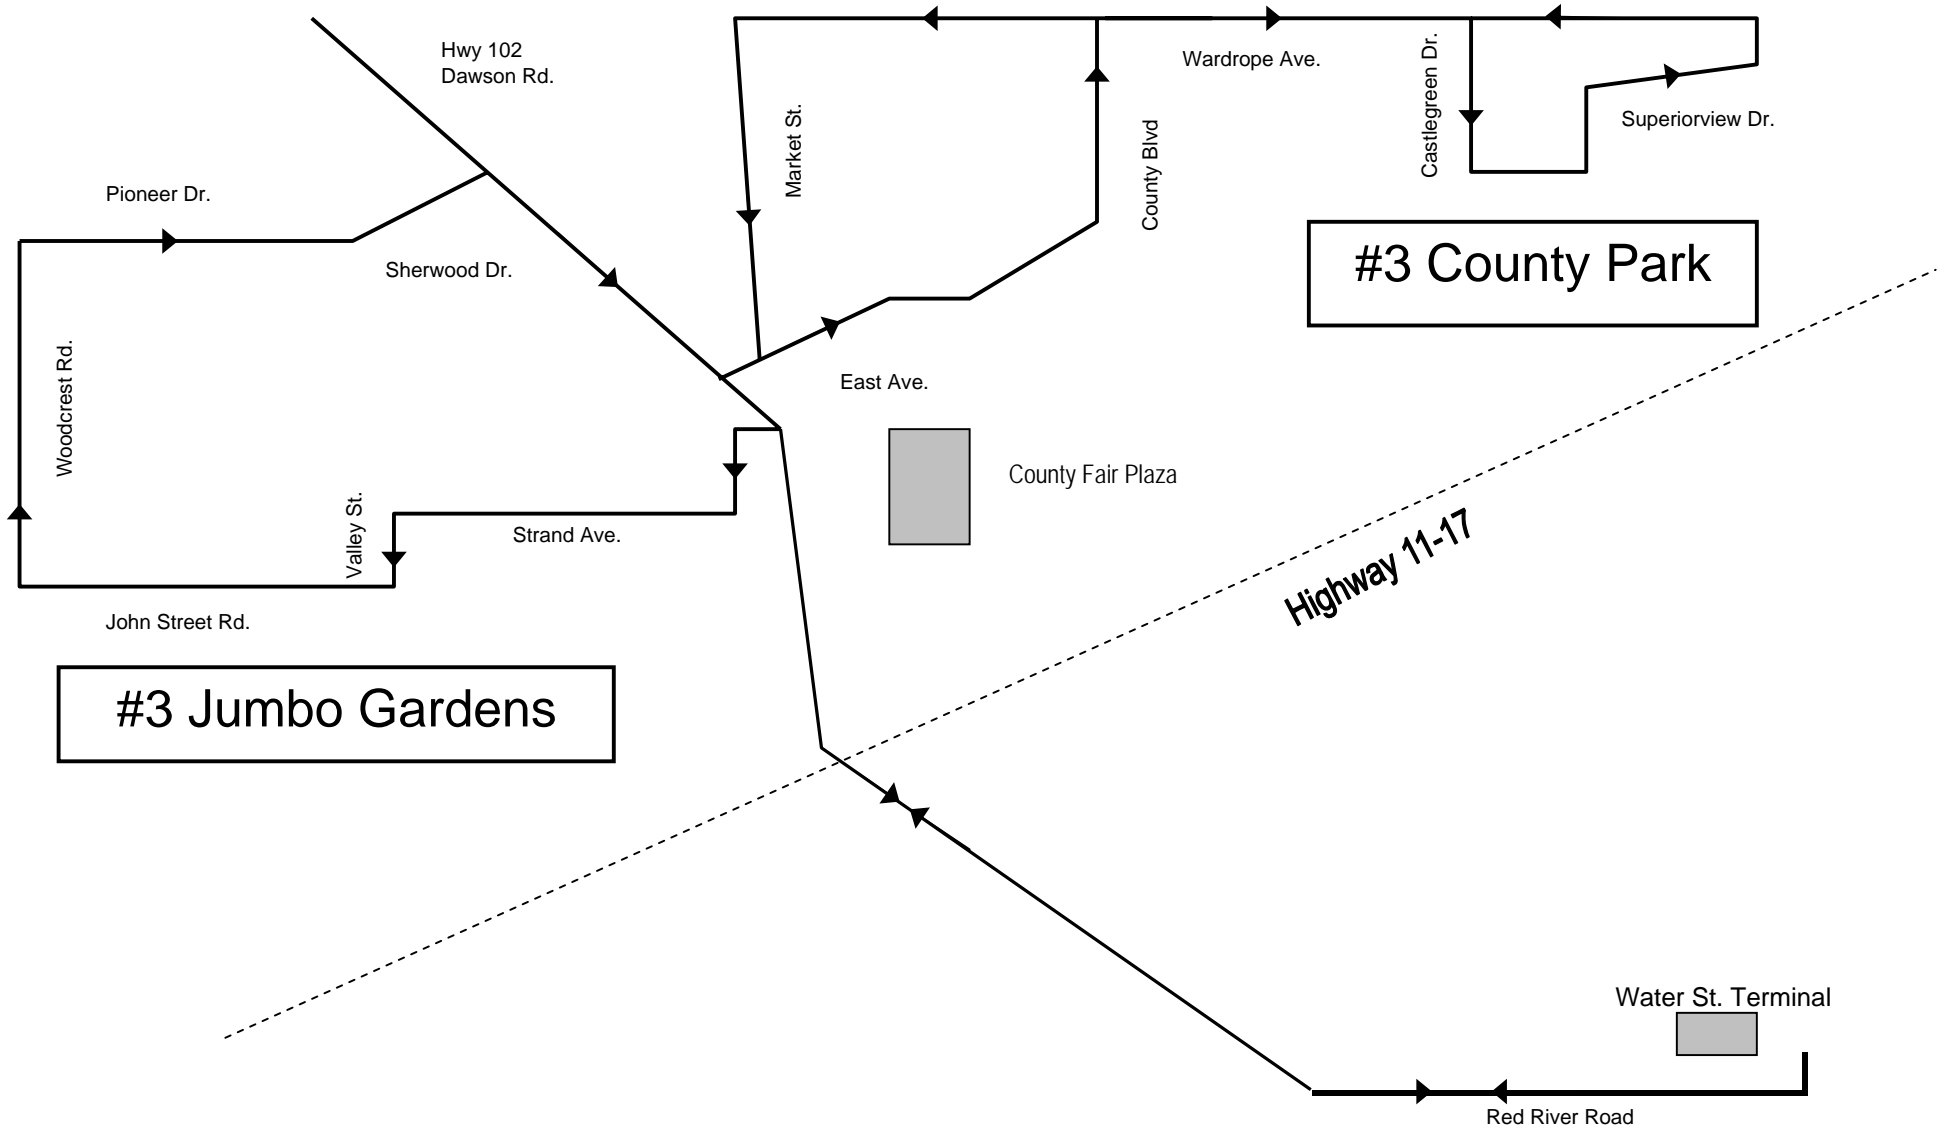 Hwy 102
Dawson Rd.
Wardrope Ave.
Castlegreen Dr.
Superiorview Dr.
Market St.
County Blvd
Pioneer Dr.
Sherwood Dr.
#3 County Park
Woodcrest Rd.
East Ave.
County Fair Plaza
Valley St.
Strand Ave.
Highway 11-17
John Street Rd.
#3 Jumbo Gardens
Water St. Terminal
Red River Road